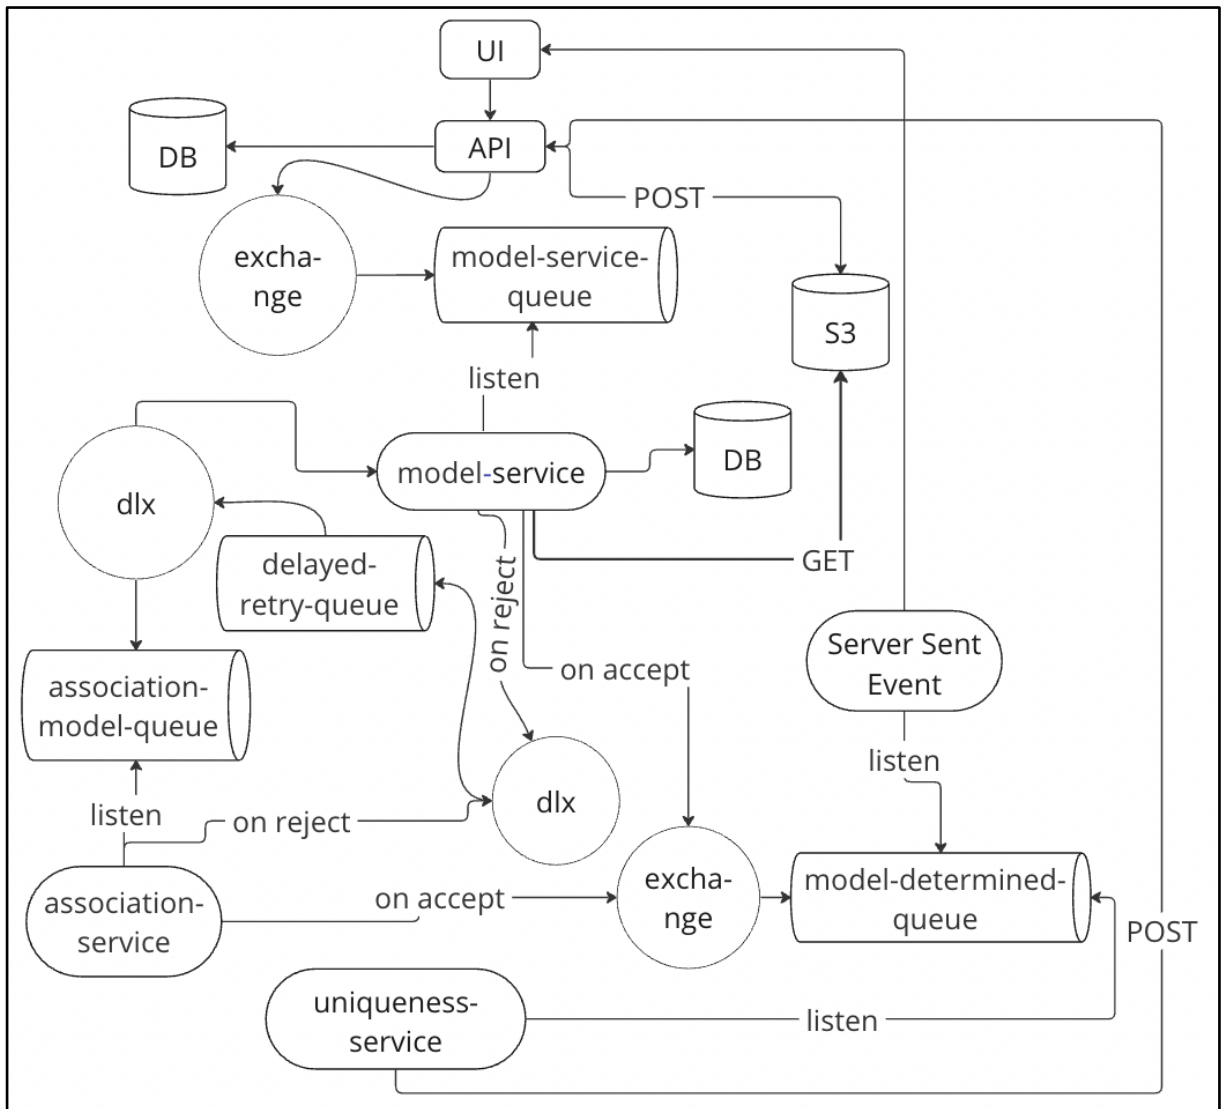 UI
DB
API
POST
excha-
nge
model-service-
queue
S3
listen
DB
model-service
dlx
delayed-
retry-queue
on reject
GET
on accept
Server Sent
Event
association-
model-queue
listen
listen
on reject
dlx
association-
service
on accept
excha-
nge
model-determined-
queue
POST
uniqueness-
service
listen